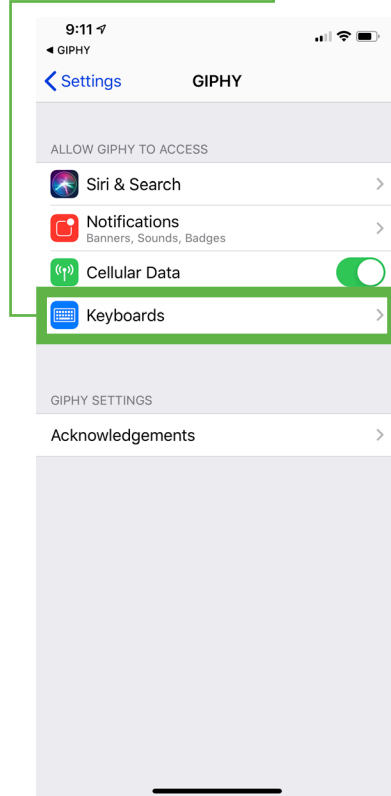 9:11
◀ GIPHY
Settings
GIPHY
ALLOW GIPHY TO ACCESS
Siri & Search
Notifications
Banners, Sounds, Badges
Cellular Data
Keyboards
GIPHY SETTINGS
Acknowledgements